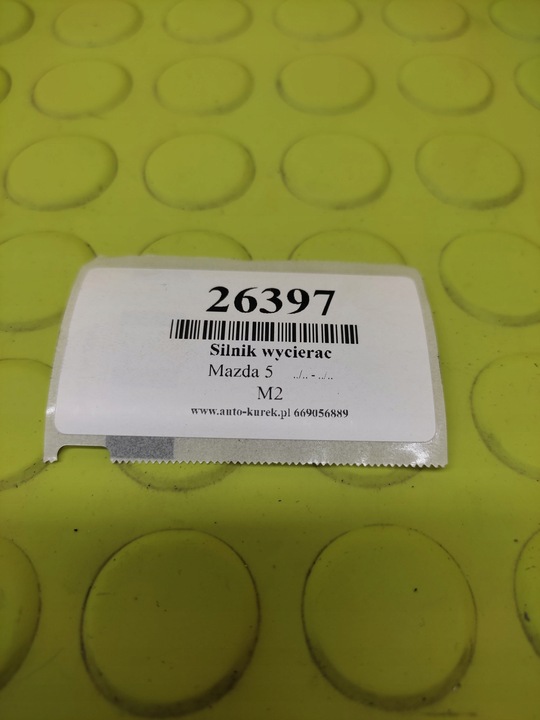 26397
Silnik wycierac
Mazda 5 ../.. - ../..
M2
www.auto-kurek.pl 669056889